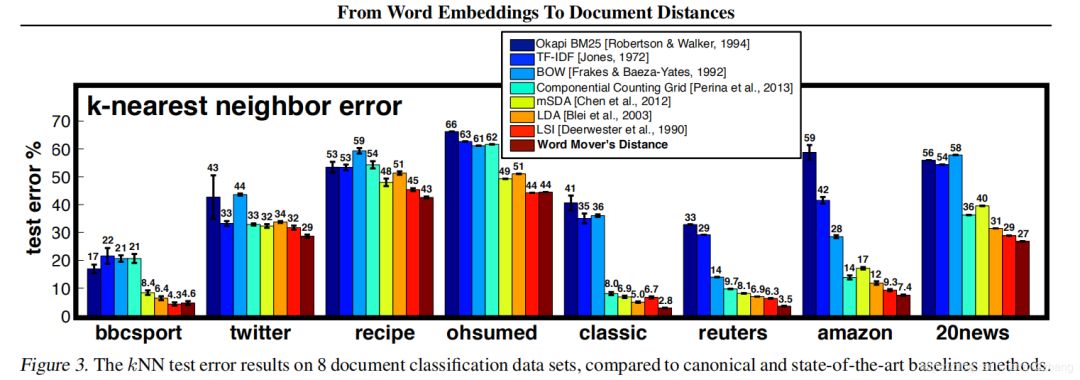 From Word Embeddings To Document Distances
Okapi BM25 [Robertson & Walker, 1994]
TF-IDF [Jones, 1972]
BOW [Frakes & Baeza-Yates, 1992]
Componential Counting Grid [Perina et al., 2013]
mSDA [Chen et al., 2012]
LDA [Blei et al., 2003]
LSI [Deerwester et al., 1990]
Word Mover's Distance
k-nearest neighbor error
test error %
70
60
50
40
30
20
10
0
17 22 21 21 8.4 6.4 4.3 4.6
43 33 44 33 32 34 32 29
53 53 59 54 48 51 45 43
66 63 61 62 49 51 44 44
41 35 36 8.0 6.9 5.0 6.7 2.8
33 29 14 9.7 8.1 6.9 6.3 3.5
59 42 28 14 17 12 9.3 7.4
56 54 58 36 40 31 29 27
bbcsport twitter recipe ohsumed classic reuters amazon 20news
Figure 3. The kNN test error results on 8 document classification data sets, compared to canonical and state-of-the-art baselines methods.